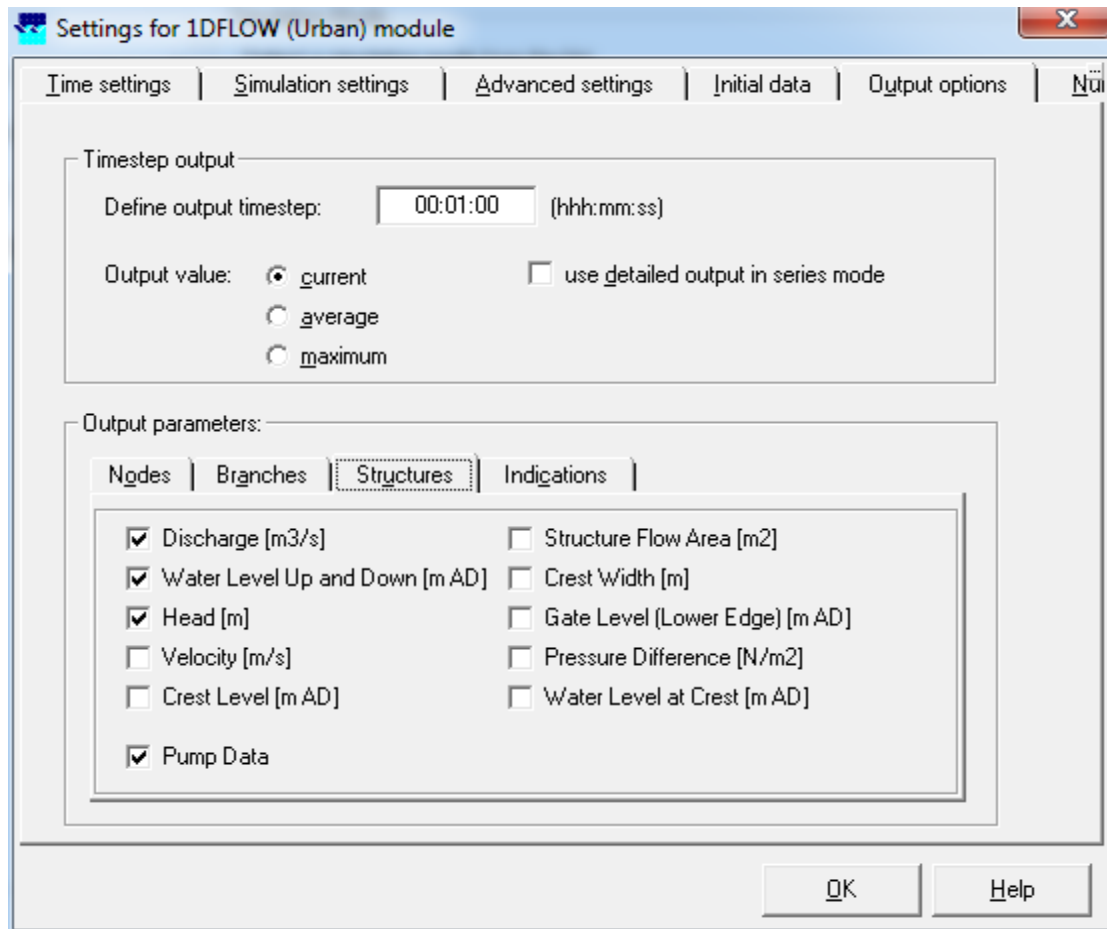 Settings for 1DFLOW (Urban) module
x
Time settings Simulation settings Advanced settings Initial data Output options
Timestep output
Define output timestep: 00:01:00 (hhh:mm:ss)
Output value: current use detailed output in series mode
average
maximum
Output parameters:
Nodes Branches Structures Indications
Discharge [m3/s] Structure Flow Area [m2]
Water Level Up and Down [m AD] Crest Width [m]
Head [m] Gate Level (Lower Edge) [m AD]
Velocity [m/s] Pressure Difference [N/m2]
Crest Level [m AD] Water Level at Crest [m AD]
Pump Data
OK Help